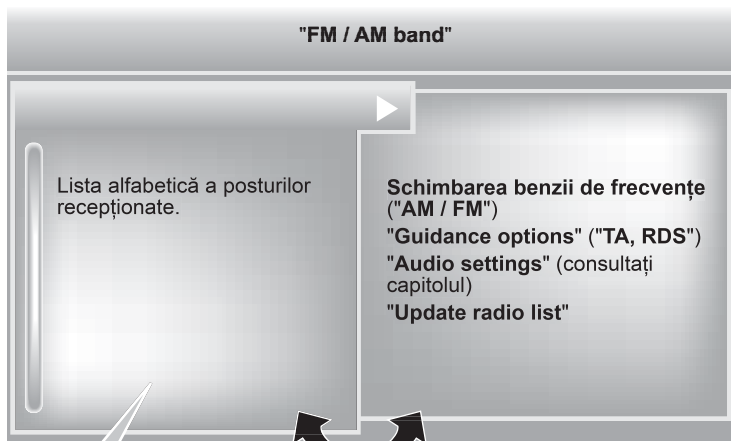 "FM / AM band"
Lista alfabetică a posturilor
recepționate.
Schimbarea benzii de frecvențe
("AM / FM")
"Guidance options" ("TA, RDS")
"Audio settings" (consultați
capitolul)
"Update radio list"